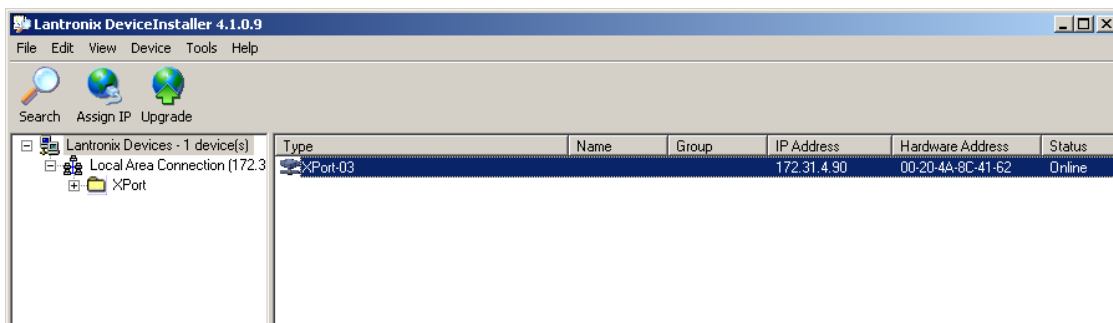 Lantronix DeviceInstaller 4.1.0.9
File Edit View Device Tools Help
Search Assign IP Upgrade
Lantronix Devices - 1 device(s)
Local Area Connection (172.3
XPort
Type Name Group IP Address Hardware Address Status
XPort-03 172.31.4.90 00-20-4A-8C-41-62 Online